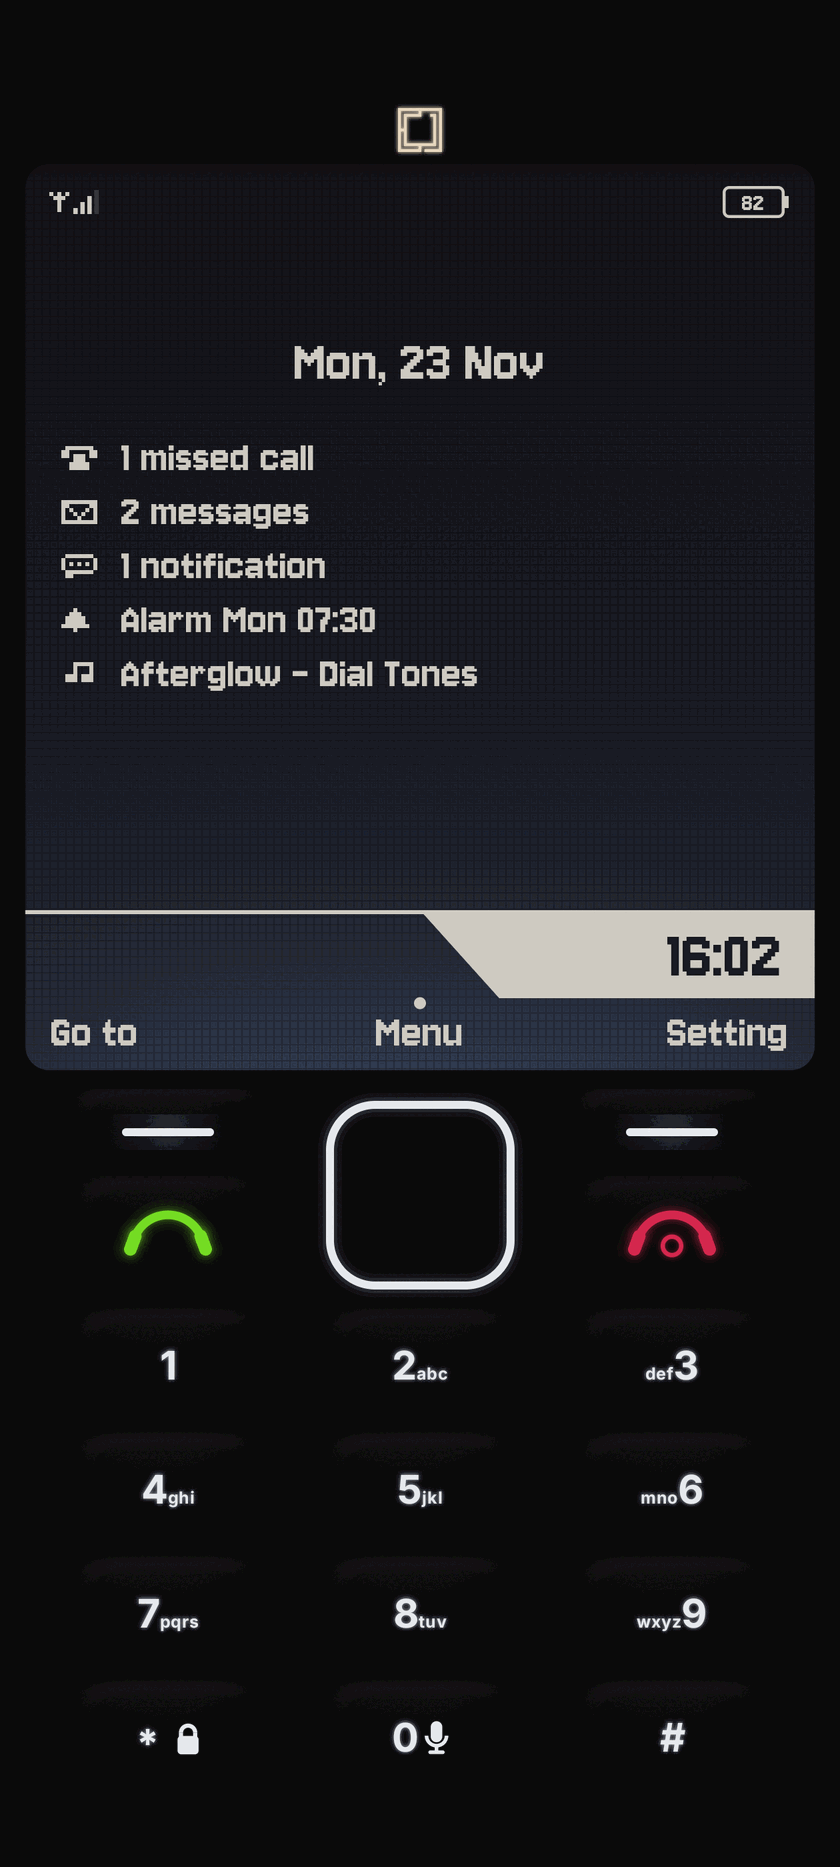 82
Mon, 23 Nov
1 missed call
2 messages
1 notification
Alarm Mon 07:30
Afterglow - Dial Tones
16:02
Go to Menu Setting
1 2abc def3
4ghi 5jkl mno6
7pqrs 8tuv wxyz9
* 0 #